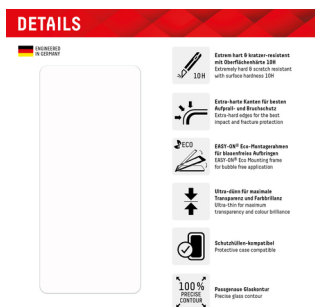 DETAILS
ENGINEERED
IN GERMANY
10H
Extrem hart & kratzer-resistent
mit Oberflächenhärte 10H
Extremely hard & scratch resistant
with surface hardness 10H
Extra-harte Kanten für besten
Aufprall- und Bruchschutz
Extra-hard edges for the best
impact and fracture protection
ECO
EASY-ON® Eco-Montagerahmen
für blasenfreies Aufbringen
EASY-ON® Eco Mounting frame
for bubble free application
Ultra-dünn für maximale
Transparenz und Farbbrillanz
Ultra-thin for maximum
transparency and colour brilliance
Schutzhüllen-kompatibel
Protective case compatible
100%
PRECISE
CONTOUR
Passgenaue Glaskontur
Precise glass contour